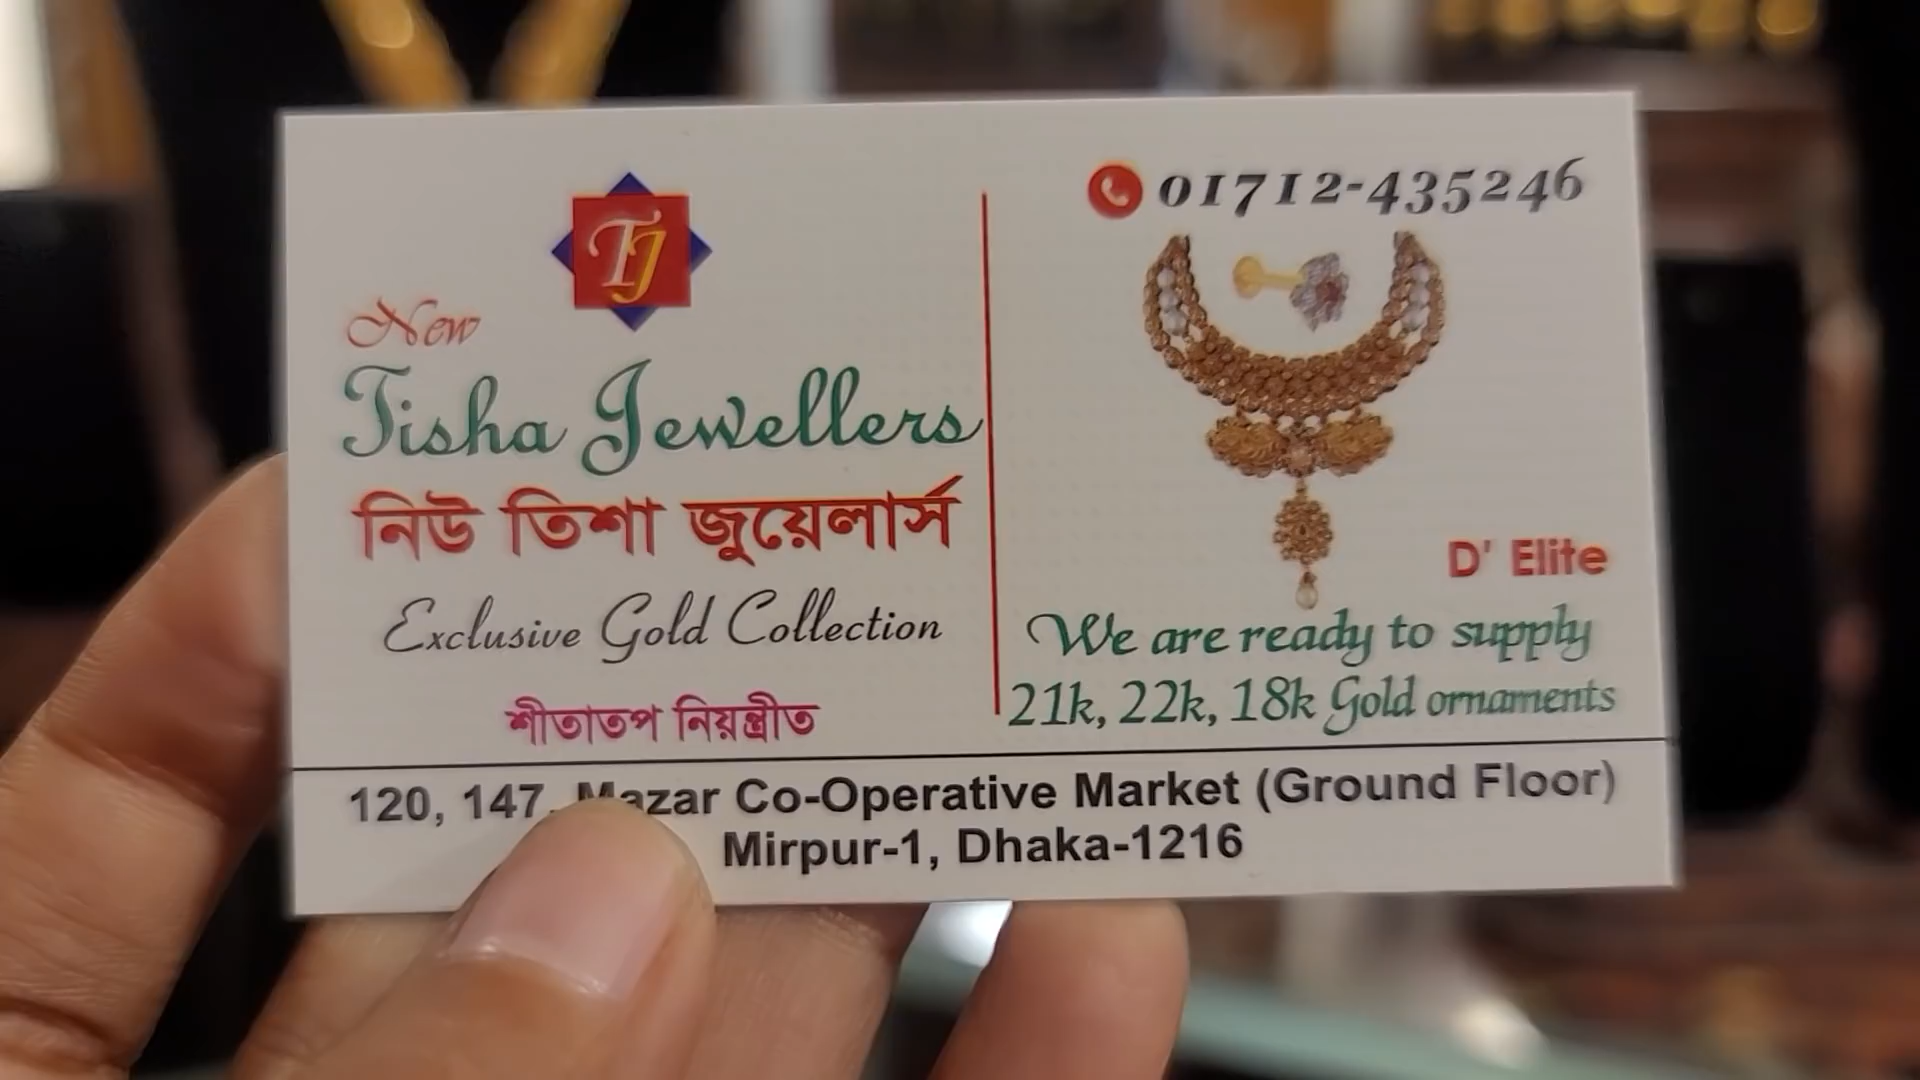 TJ
New
Tisha Jewellers
নিউ তিশা জুয়েলার্স
Exclusive Gold Collection
শীতাতপ নিয়ন্ত্রীত
01712-435246
D' Elite
We are ready to supply
21k, 22k, 18k Gold ornaments
120, 147, Mazar Co-Operative Market (Ground Floor)
Mirpur-1, Dhaka-1216